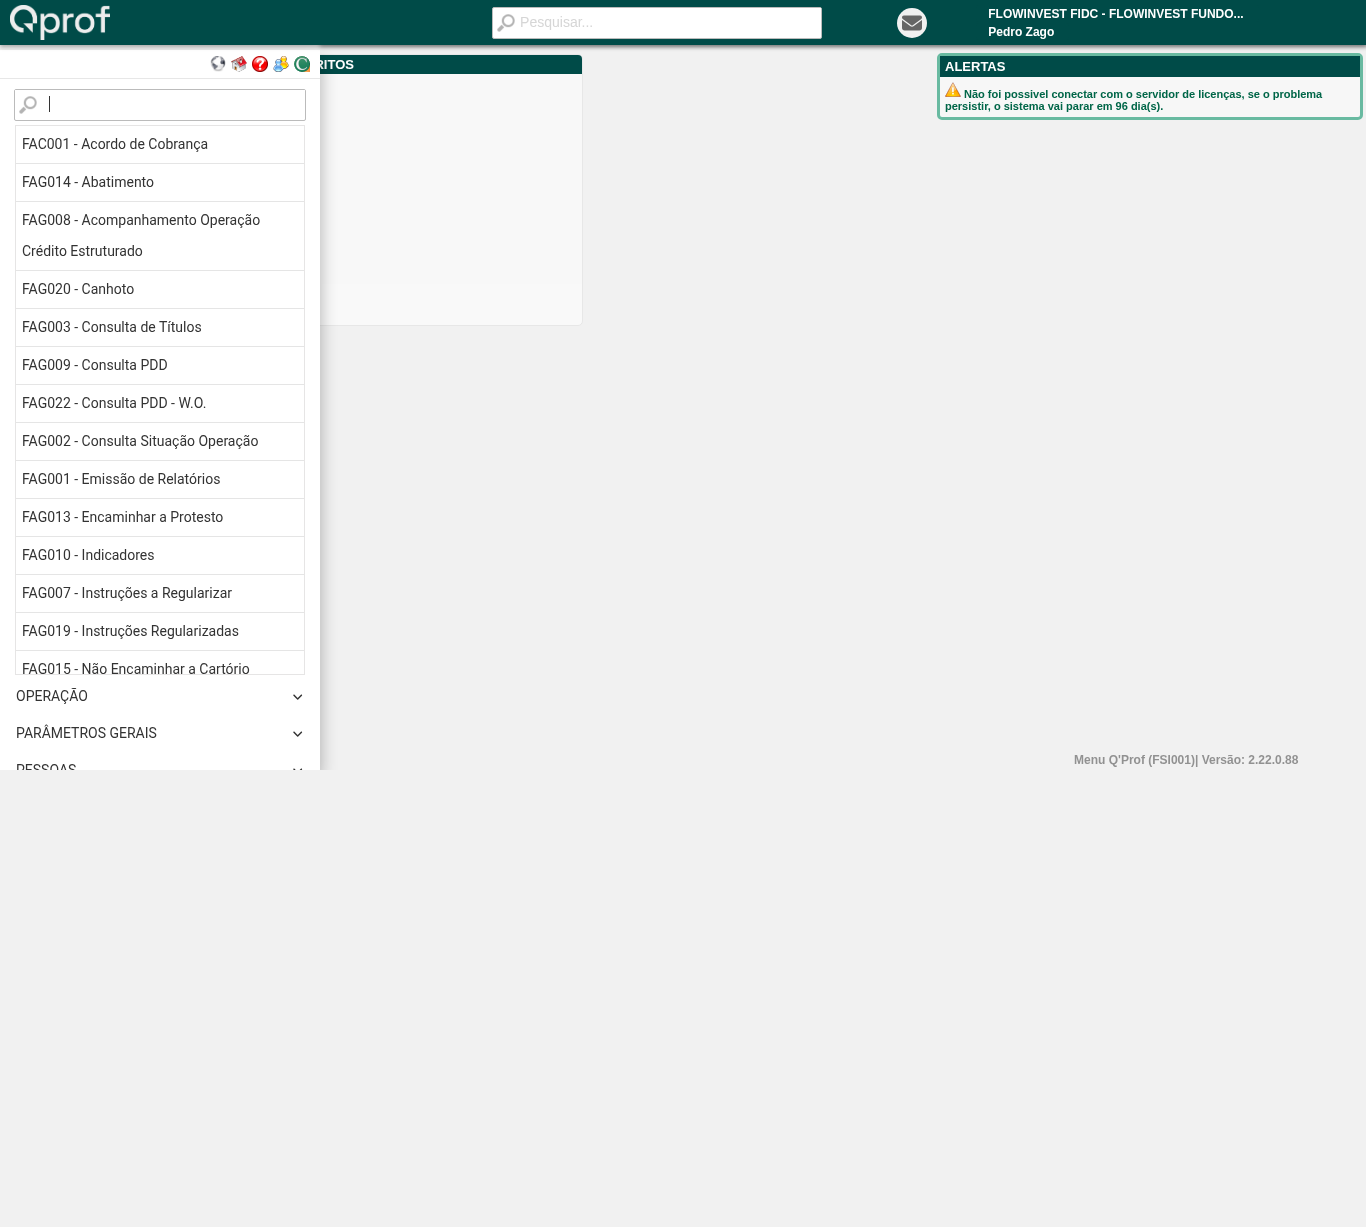 Qprof
Pesquisar...
FLOWINVEST FIDC - FLOWINVEST FUNDO...
Pedro Zago
RITOS
ALERTAS
Não foi possivel conectar com o servidor de licenças, se o problema
persistir, o sistema vai parar em 96 dia(s).
FAC001 - Acordo de Cobrança
FAG014 - Abatimento
FAG008 - Acompanhamento Operação
Crédito Estruturado
FAG020 - Canhoto
FAG003 - Consulta de Títulos
FAG009 - Consulta PDD
FAG022 - Consulta PDD - W.O.
FAG002 - Consulta Situação Operação
FAG001 - Emissão de Relatórios
FAG013 - Encaminhar a Protesto
FAG010 - Indicadores
FAG007 - Instruções a Regularizar
FAG019 - Instruções Regularizadas
FAG015 - Não Encaminhar a Cartório
OPERAÇÃO
PARÂMETROS GERAIS
PESSOAS
Menu Q'Prof (FSI001)| Versão: 2.22.0.88